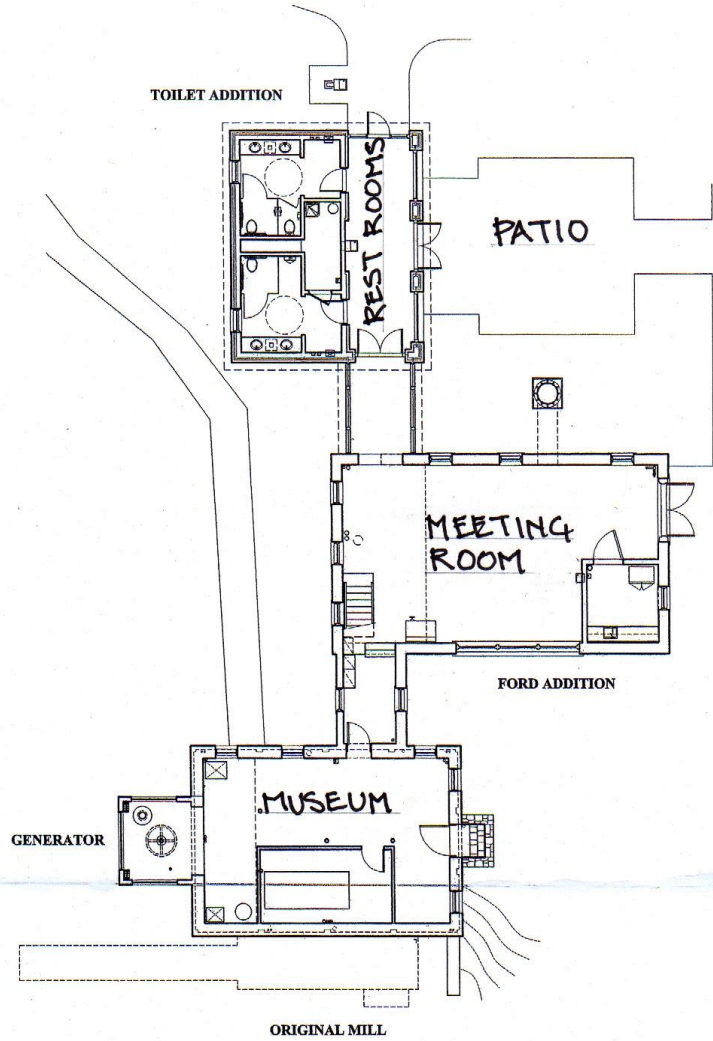 TOILET ADDITION
REST ROOMS
PATIO
MEETING
ROOM
FORD ADDITION
MUSEUM
GENERATOR
ORIGINAL MILL